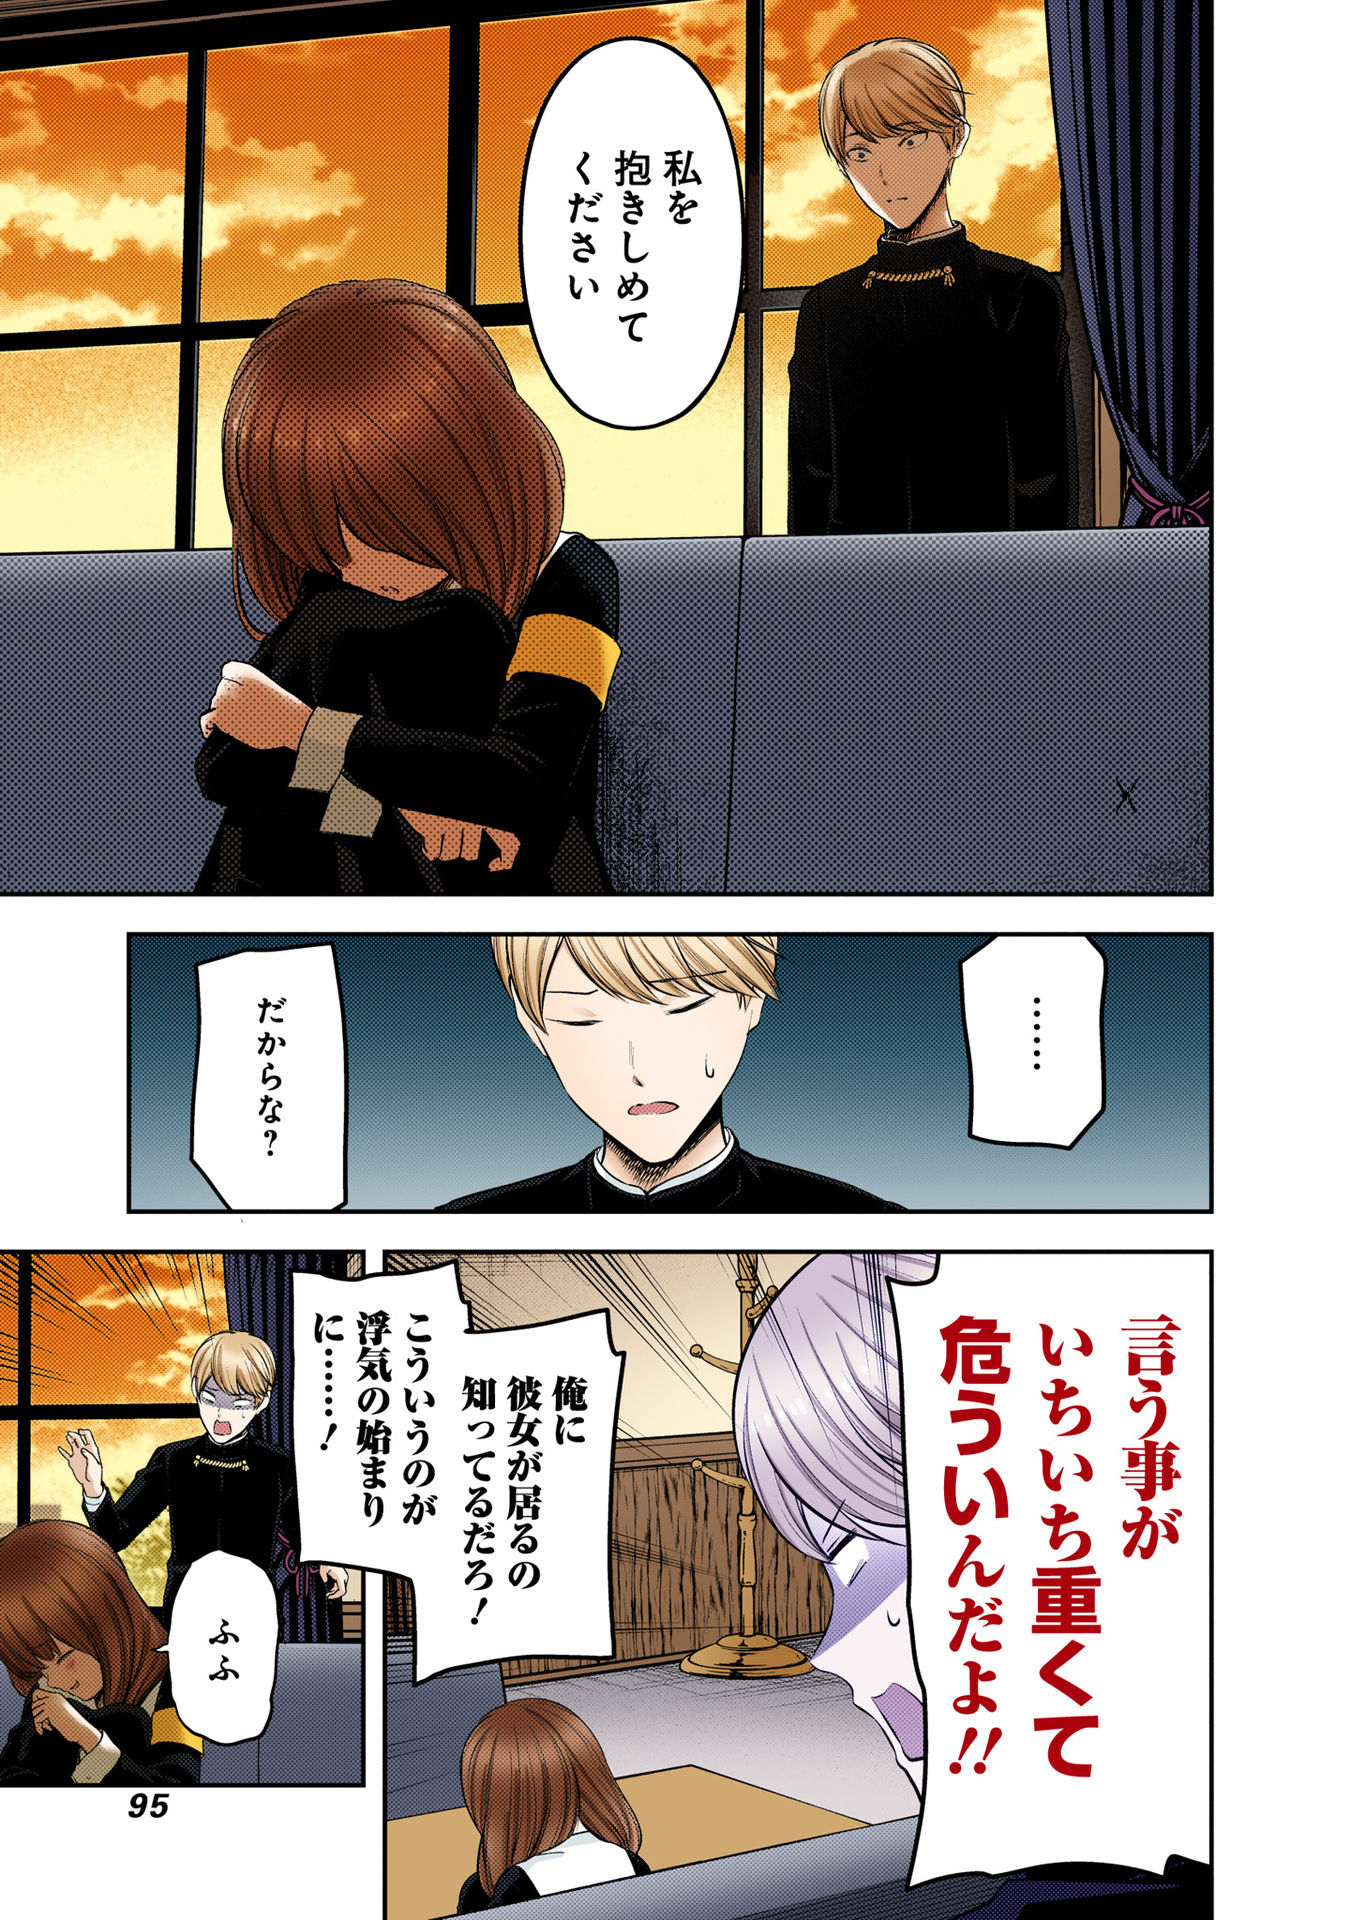 私を
抱きしめて
ください
……
だからな?
言う事が
いちいち重くて
危ういんだよ!!
俺に
彼女が居るの
知ってるだろ!
こういうのが
浮気の始まり
に……!
ふふ
95